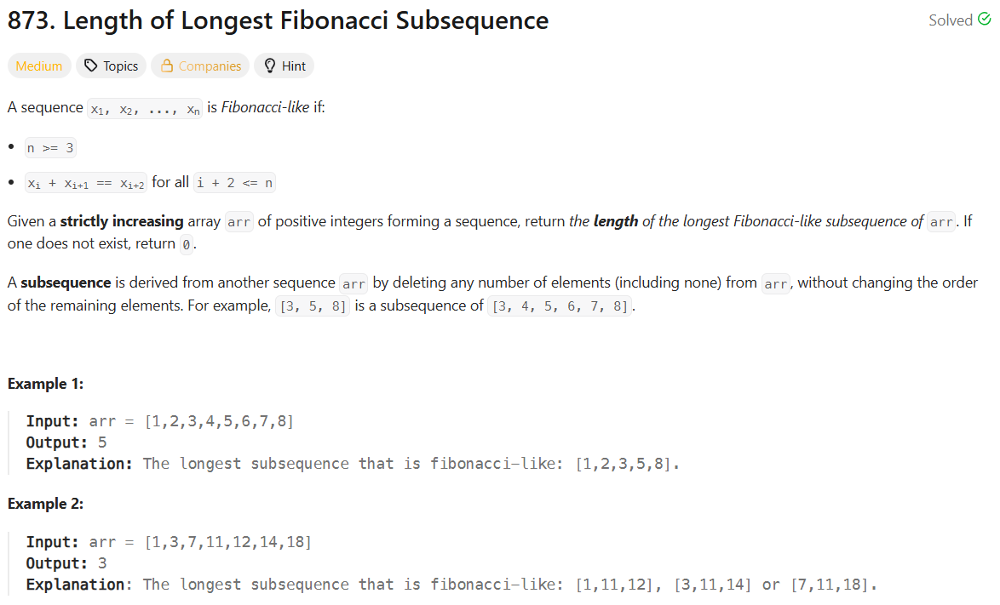 873. Length of Longest Fibonacci Subsequence
Solved
Medium Topics Companies Hint
A sequence x₁, x₂, ..., xₙ is Fibonacci-like if:
• n >= 3
• xᵢ + xᵢ₊₁ == xᵢ₊₂ for all i + 2 <= n
Given a strictly increasing array arr of positive integers forming a sequence, return the length of the longest Fibonacci-like subsequence of arr. If
one does not exist, return 0.
A subsequence is derived from another sequence arr by deleting any number of elements (including none) from arr, without changing the order
of the remaining elements. For example, [3, 5, 8] is a subsequence of [3, 4, 5, 6, 7, 8].
Example 1:
Input: arr = [1,2,3,4,5,6,7,8]
Output: 5
Explanation: The longest subsequence that is fibonacci-like: [1,2,3,5,8].
Example 2:
Input: arr = [1,3,7,11,12,14,18]
Output: 3
Explanation: The longest subsequence that is fibonacci-like: [1,11,12], [3,11,14] or [7,11,18].